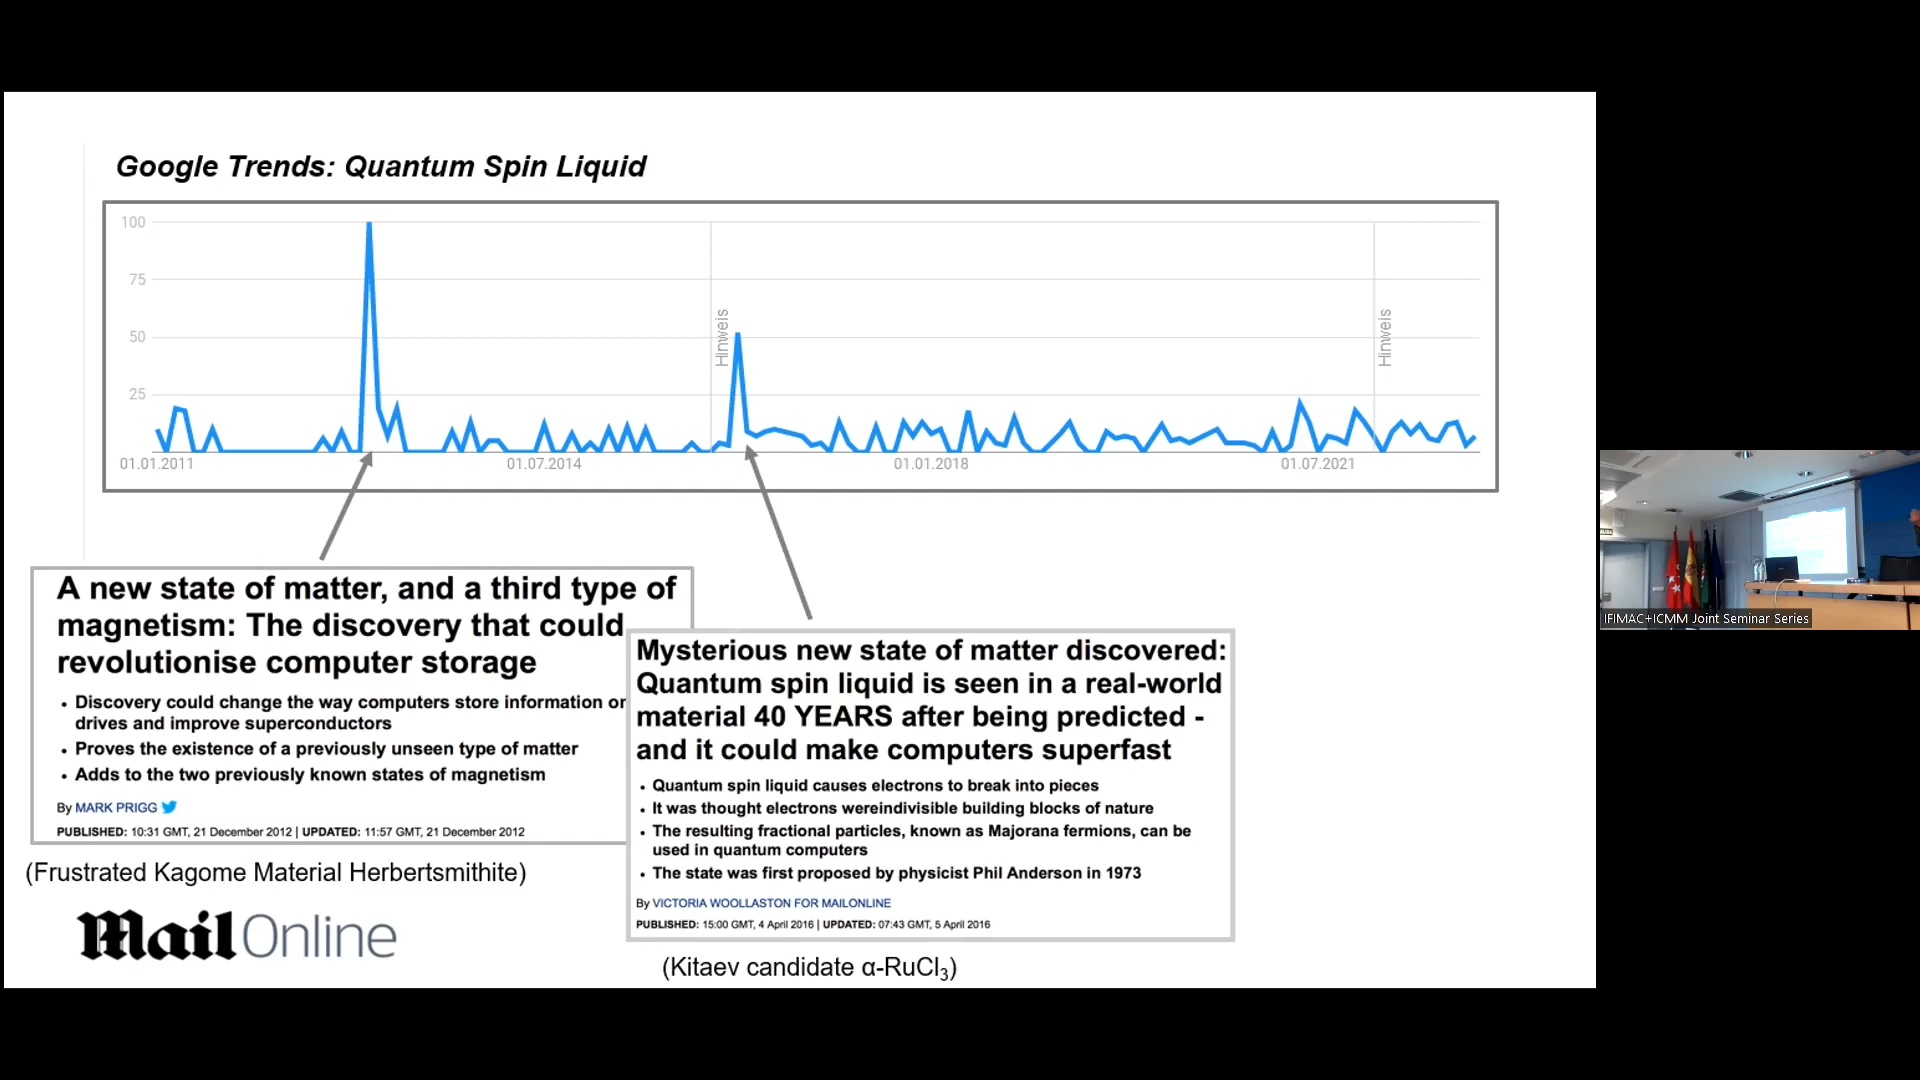 Google Trends: Quantum Spin Liquid
100
75
50
25
Hinweis
Hinweis
01.01.2011
01.07.2014
01.01.2018
01.07.2021
A new state of matter, and a third type of
magnetism: The discovery that could
revolutionise computer storage
• Discovery could change the way computers store information or
drives and improve superconductors
• Proves the existence of a previously unseen type of matter
• Adds to the two previously known states of magnetism
By MARK PRIGG
PUBLISHED: 10:31 GMT, 21 December 2012 | UPDATED: 11:57 GMT, 21 December 2012
(Frustrated Kagome Material Herbertsmithite)
Mail Online
Mysterious new state of matter discovered:
Quantum spin liquid is seen in a real-world
material 40 YEARS after being predicted -
and it could make computers superfast
• Quantum spin liquid causes electrons to break into pieces
• It was thought electrons wereindivisible building blocks of nature
• The resulting fractional particles, known as Majorana fermions, can be
used in quantum computers
• The state was first proposed by physicist Phil Anderson in 1973
By VICTORIA WOOLLASTON FOR MAILONLINE
PUBLISHED: 15:00 GMT, 4 April 2016 | UPDATED: 07:43 GMT, 5 April 2016
(Kitaev candidate α-RuCl₃)
IFIMAC+ICMM Joint Seminar Series